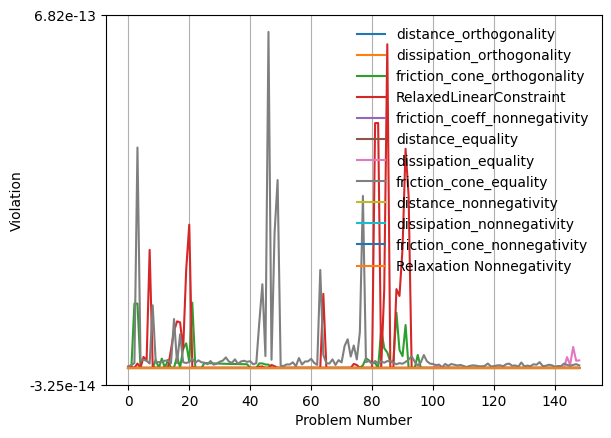 6.82e-13
distance_orthogonality
dissipation_orthogonality
friction_cone_orthogonality
RelaxedLinearConstraint
friction_coeff_nonnegativity
distance_equality
dissipation_equality
friction_cone_equality
distance_nonnegativity
dissipation_nonnegativity
friction_cone_nonnegativity
Relaxation Nonnegativity
Violation
-3.25e-14
0 20 40 60 80 100 120 140
Problem Number